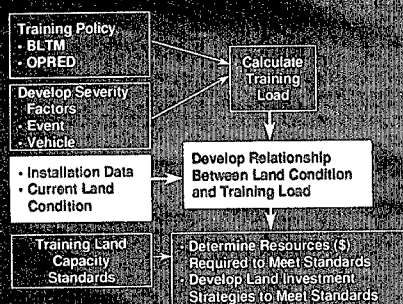 Training Policy
• BLTM
• OPRED
Calculate
Training
Load
Develop Severity
Factors
• Event
• Vehicle
• Installation Data
• Current Land
Condition
Develop Relationship
Between Land Condition
and Training Load
Training Land
Capacity
Standards
• Determine Resources ($)
Required to Meet Standards
• Develop Land Investment
Strategies to Meet Standards